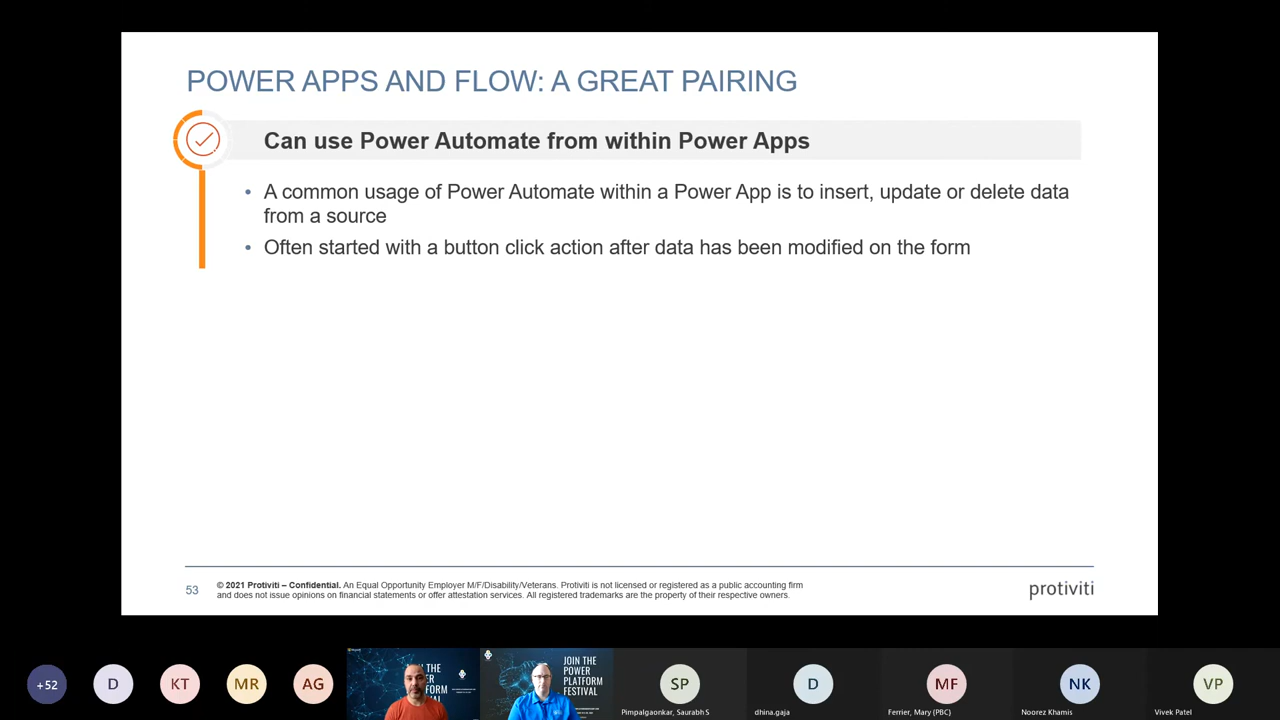 POWER APPS AND FLOW: A GREAT PAIRING
Can use Power Automate from within Power Apps
• A common usage of Power Automate within a Power App is to insert, update or delete data
from a source
• Often started with a button click action after data has been modified on the form
53
© 2021 Protiviti – Confidential. An Equal Opportunity Employer M/F/Disability/Veterans. Protiviti is not licensed or registered as a public accounting firm
and does not issue opinions on financial statements or offer attestation services. All registered trademarks are the property of their respective owners.
protiviti
+52
D
KT
MR
AG
THE
JOIN THE
POWER
PLATFORM
FESTIVAL
SP
Pimpalgaonkar, Saurabh S
D
dhina.gaja
MF
Ferrier, Mary (PBC)
NK
Noorez Khamis
VP
Vivek Patel